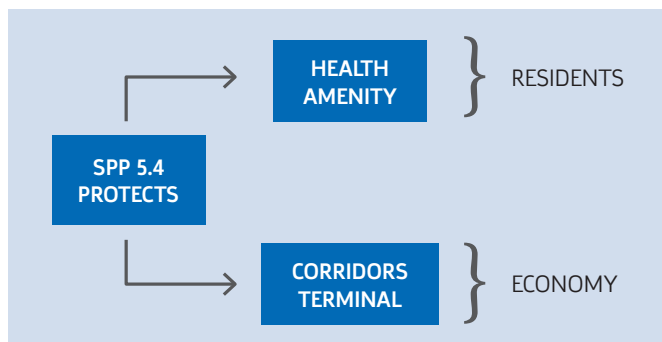 HEALTH
AMENITY
RESIDENTS
SPP 5.4
PROTECTS
CORRIDORS
TERMINAL
ECONOMY